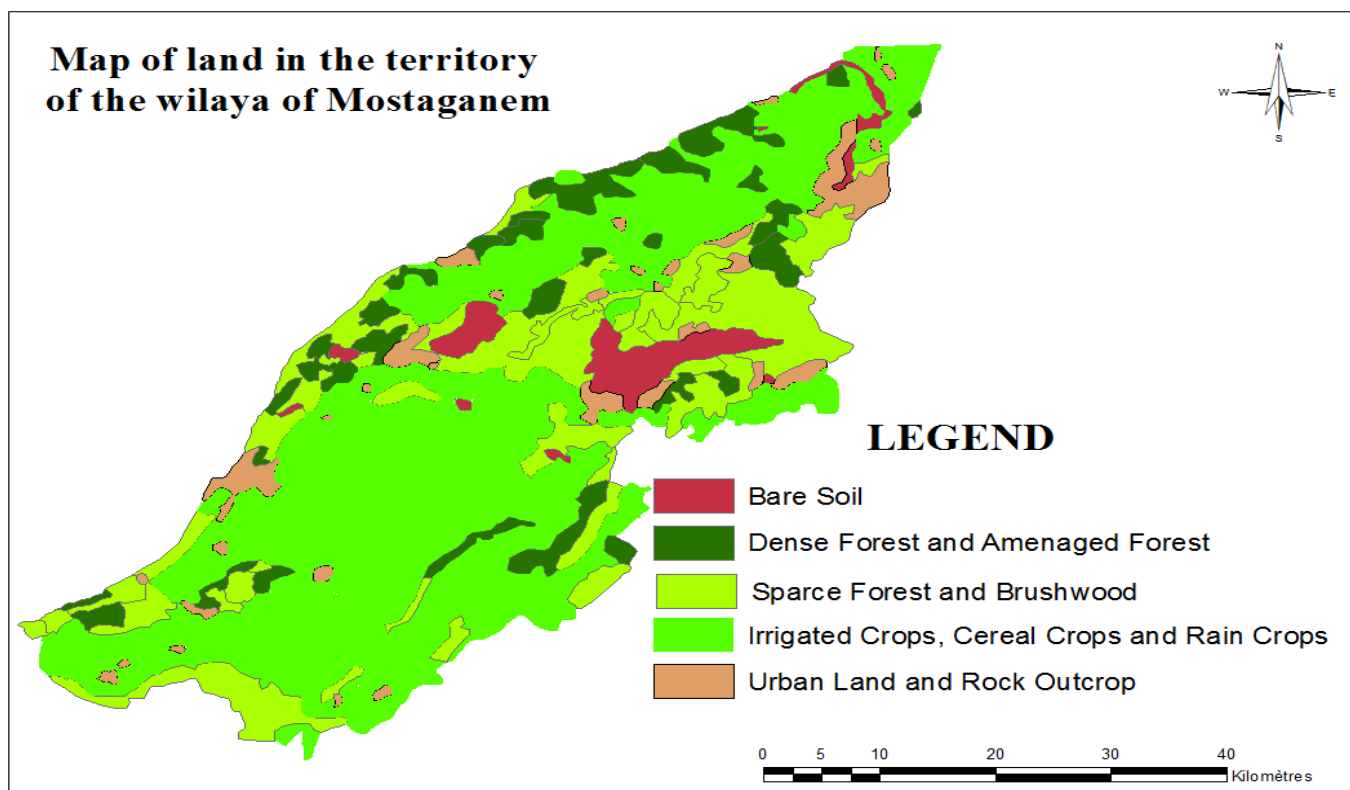 Map of land in the territory
of the wilaya of Mostaganem
N
W
E
S
LEGEND
Bare Soil
Dense Forest and Amenaged Forest
Sparce Forest and Brushwood
Irrigated Crops, Cereal Crops and Rain Crops
Urban Land and Rock Outcrop
0 5 10 20 30 40
Kilomètres